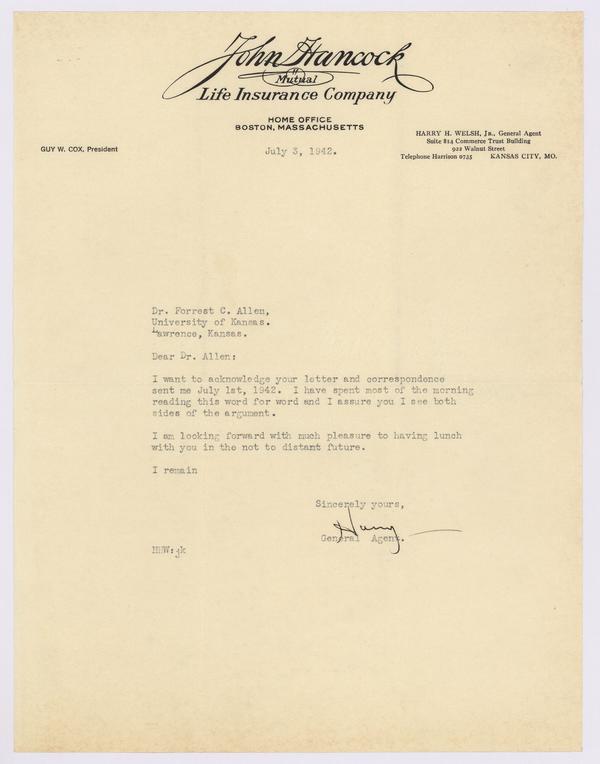 John Hancock
Mutual
Life Insurance Company
HOME OFFICE
BOSTON, MASSACHUSETTS
GUY W. COX, President
HARRY H. WELSH, Jr., General Agent
Suite 814 Commerce Trust Building
922 Walnut Street
Telephone Harrison 0735 KANSAS CITY, MO.
July 3, 1942.
Dr. Forrest C. Allen,
University of Kansas.
Lawrence, Kansas.
Dear Dr. Allen:
I want to acknowledge your letter and correspondence
sent me July 1st, 1942. I have spent most of the morning
reading this word for word and I assure you I see both
sides of the argument.
I am looking forward with much pleasure to having lunch
with you in the not to distant future.
I remain
Sincerely yours,
Harry
General Agent.
HHW:jk